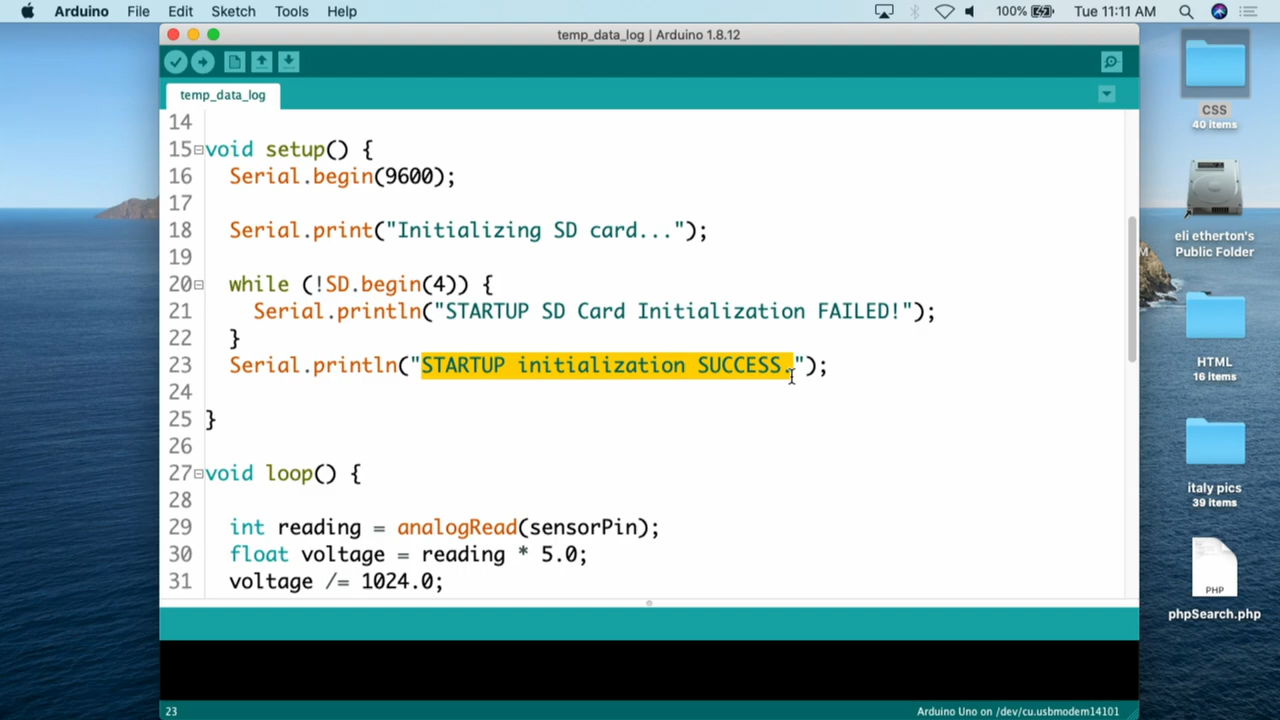 Arduino File Edit Sketch Tools Help 100% Tue 11:11 AM
temp_data_log | Arduino 1.8.12
temp_data_log
14
15 void setup() {
16 Serial.begin(9600);
17
18 Serial.print("Initializing SD card...");
19
20 while (!SD.begin(4)) {
21 Serial.println("STARTUP SD Card Initialization FAILED!");
22 }
23 Serial.println("STARTUP initialization SUCCESS.");
24
25 }
26
27 void loop() {
28
29 int reading = analogRead(sensorPin);
30 float voltage = reading * 5.0;
31 voltage /= 1024.0;
23
Arduino Uno on /dev/cu.usbmodem14101
CSS
40 items
eli etherton's
Public Folder
HTML
16 items
italy pics
39 items
PHP
phpSearch.php